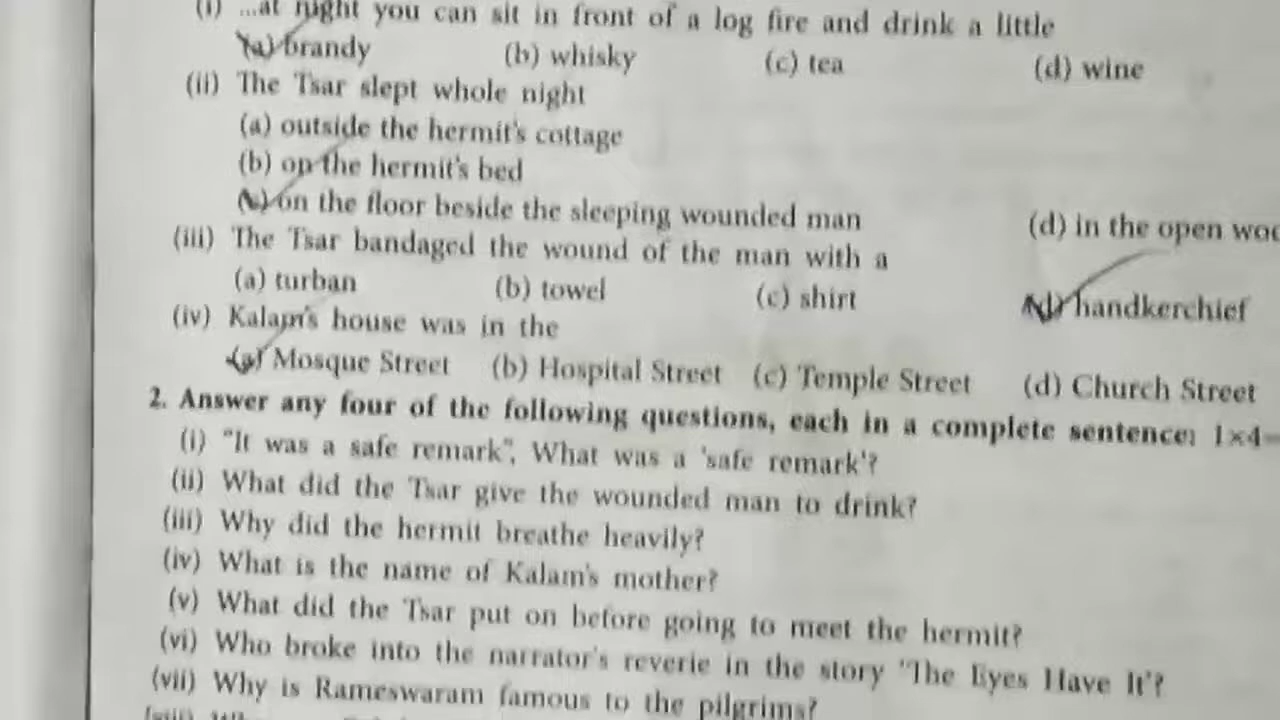 (i) ...at night you can sit in front of a log fire and drink a little
(a) brandy (b) whisky (c) tea (d) wine
(ii) The Tsar slept whole night
(a) outside the hermit's cottage
(b) on the hermit's bed
(c) on the floor beside the sleeping wounded man (d) in the open
(iii) The Tsar bandaged the wound of the man with a
(a) turban (b) towel (c) shirt (d) handkerchief
(iv) Kalam's house was in the
(a) Mosque Street (b) Hospital Street (c) Temple Street (d) Church Street
2. Answer any four of the following questions, each in a complete sentence: 1×4=
(i) "It was a safe remark", What was a 'safe remark'?
(ii) What did the Tsar give the wounded man to drink?
(iii) Why did the hermit breathe heavily?
(iv) What is the name of Kalam's mother?
(v) What did the Tsar put on before going to meet the hermit?
(vi) Who broke into the narrator's reverie in the story 'The Eyes Have It'?
(vii) Why is Rameswaram famous to the pilgrims?